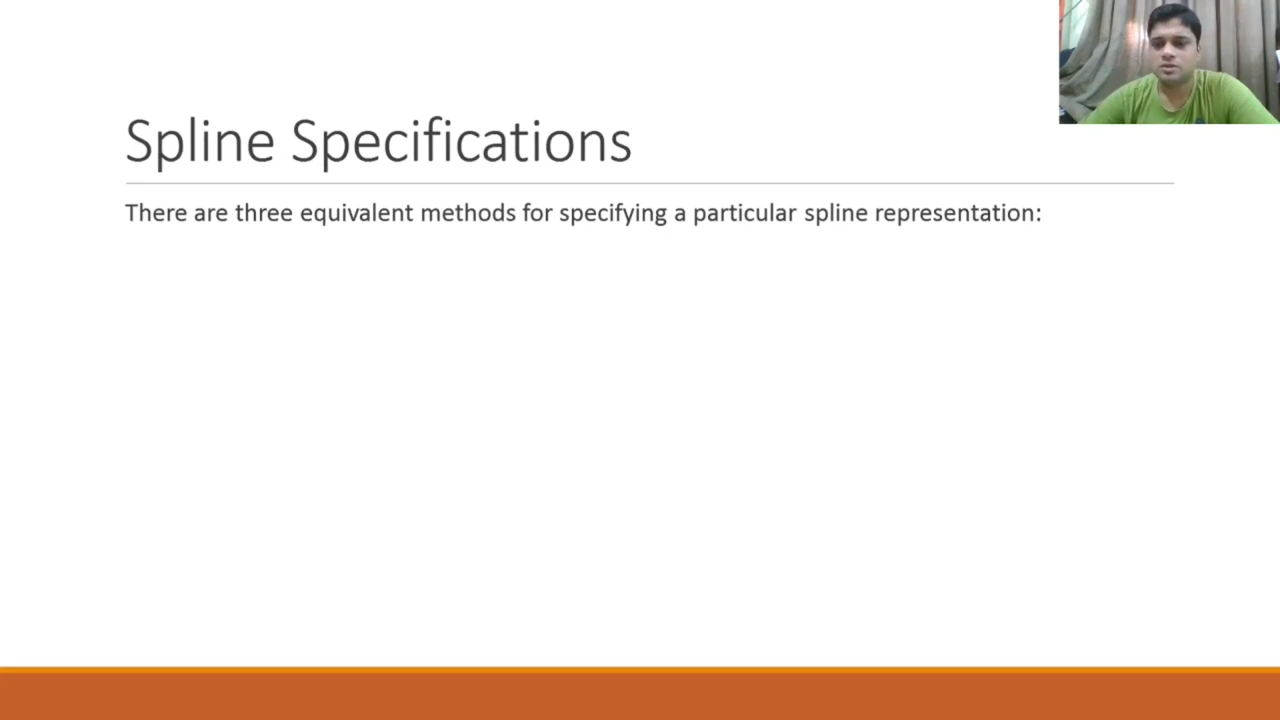 Spline Specifications
There are three equivalent methods for specifying a particular spline representation: